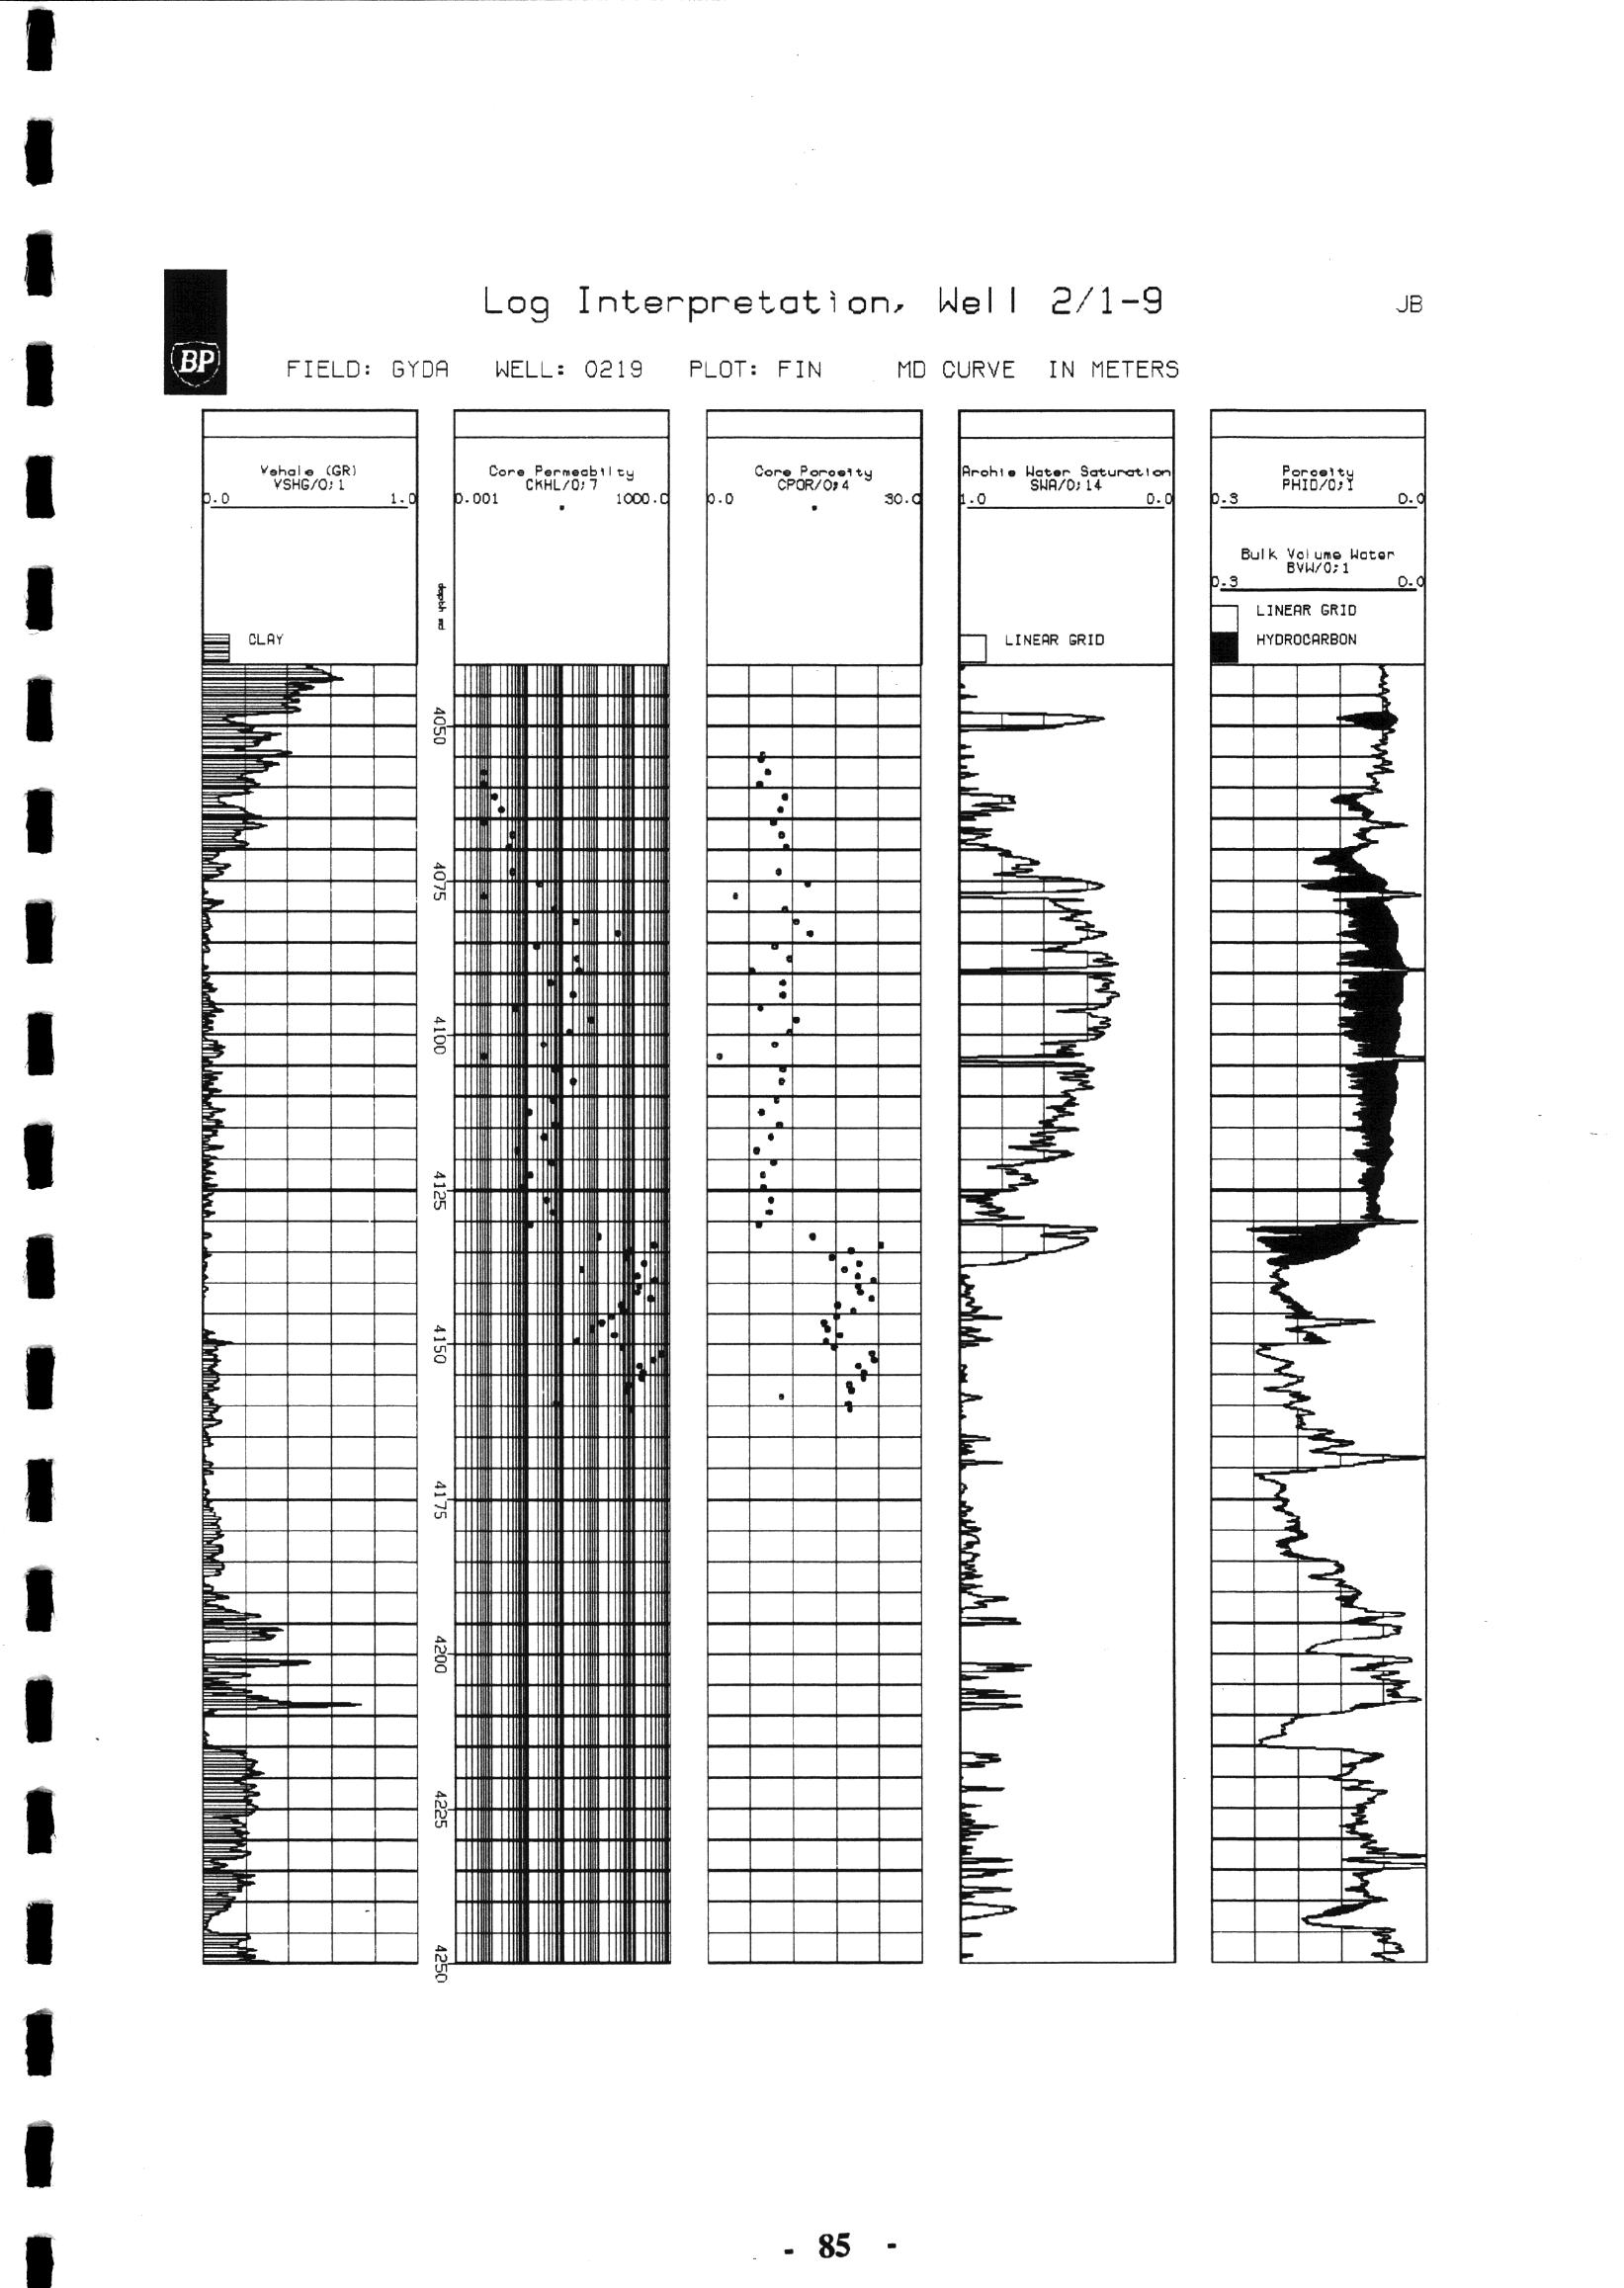 Log Interpretation, Well 2/1-9 JB
BP
FIELD: GYDA WELL: 0219 PLOT: FIN MD CURVE IN METERS
Vshale (GR)
VSHG/0;1
0.0 1.0
Core Permeabilty
CKHL/0;7
0.001 1000.0
Core Porosity
CPOR/0;4
0.0 30.0
Archie Water Saturation
SWA/0;14
1.0 0.0
Porosity
PHID/0;1
0.3 0.0
Bulk Volume Water
BVW/0;1
0.3 0.0
LINEAR GRID
HYDROCARBON
depth md
CLAY
LINEAR GRID
4050
4075
4100
4125
4150
4175
4200
4225
4250
- 85 -